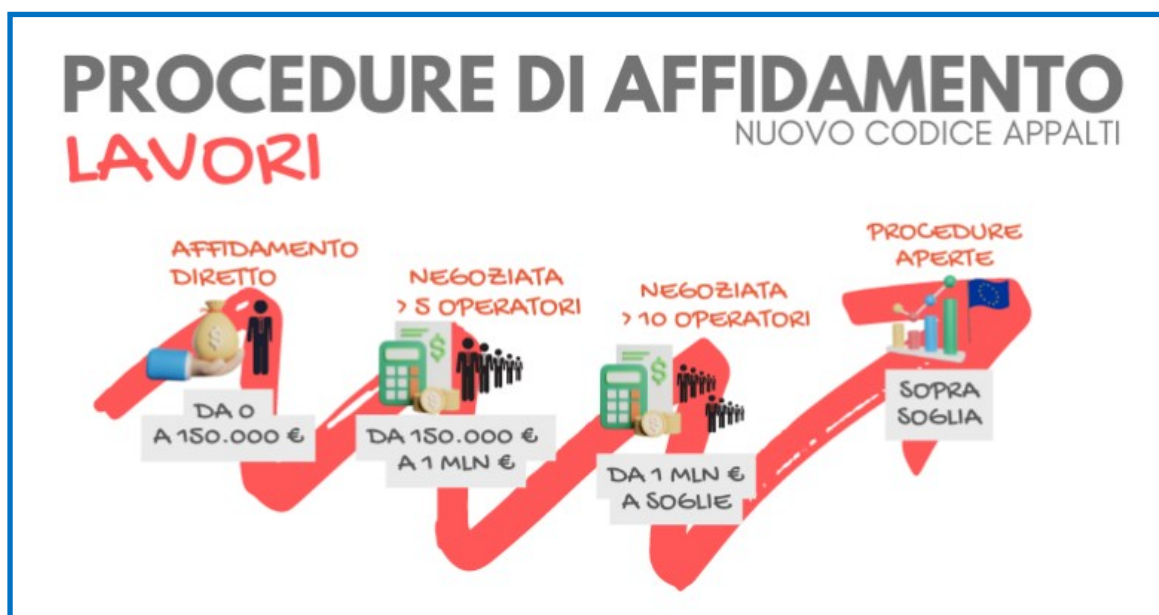 PROCEDURE DI AFFIDAMENTO
NUOVO CODICE APPALTI
LAVORI
AFFIDAMENTO
DIRETTO
DA 0
A 150.000 €
NEGOZIATA
> 5 OPERATORI
DA 150.000 €
A 1 MLN €
NEGOZIATA
> 10 OPERATORI
DA 1 MLN €
A SOGLIE
PROCEDURE
APERTE
SOPRA
SOGLIA